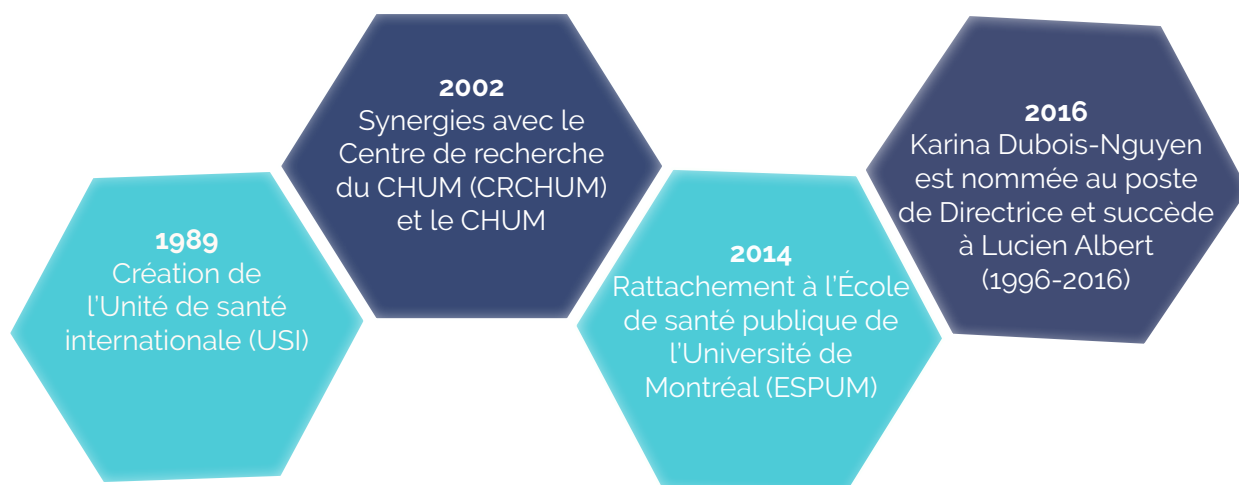 1989
Création de
l'Unité de santé
internationale (USI)
2002
Synergies avec le
Centre de recherche
du CHUM (CRCHUM)
et le CHUM
2014
Rattachement à l'École
de santé publique de
l'Université de
Montréal (ESPUM)
2016
Karina Dubois-Nguyen
est nommée au poste
de Directrice et succède
à Lucien Albert
(1996-2016)